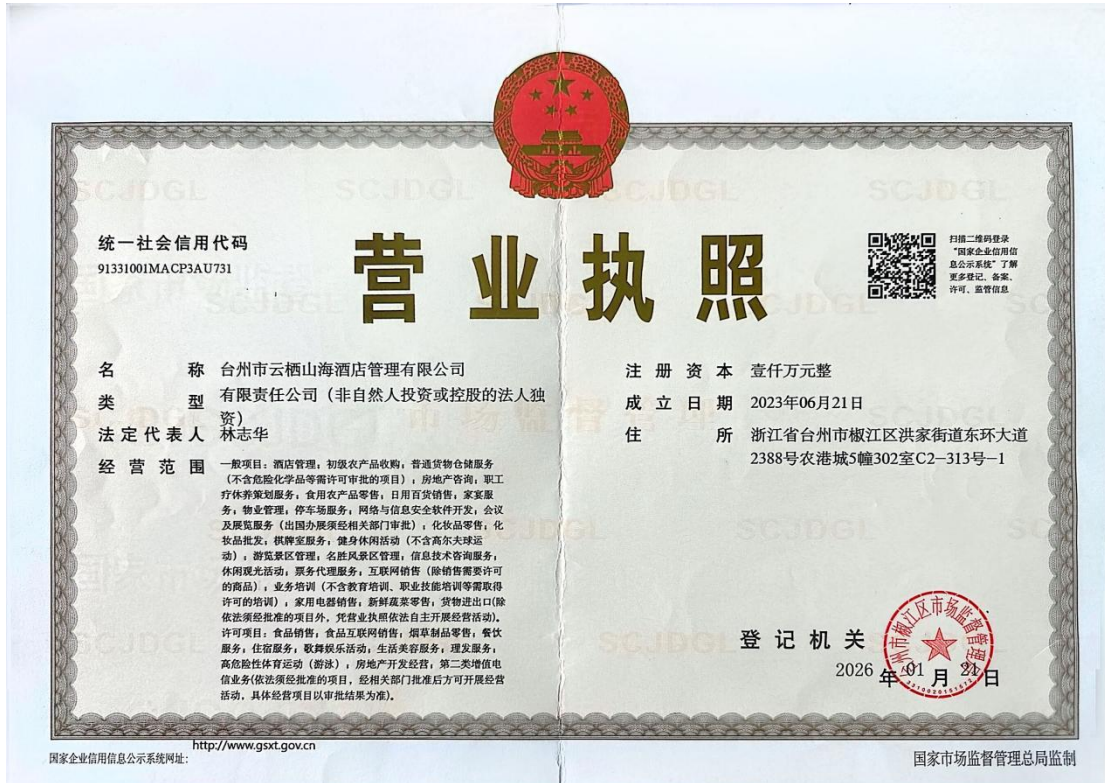 统一社会信用代码
91331001MACP3AU731
营业执照
扫描二维码登录
“国家企业信用信
息公示系统”了解
更多登记、备案、
许可、监管信息
名称 台州市云栖山海酒店管理有限公司
类型 有限责任公司（非自然人投资或控股的法人独
资）
法定代表人 林志华
经营范围 一般项目：酒店管理；初级农产品收购；普通货物仓储服务
（不含危险化学品等需许可审批的项目）；房地产咨询；职工
疗休养策划服务；食用农产品零售；日用百货销售；家宴服
务；物业管理；停车场服务；网络与信息安全软件开发；会议
及展览服务（出国办展须经相关部门审批）；化妆品零售；化
妆品批发；棋牌室服务；健身休闲活动（不含高尔夫球运
动）；游览景区管理；名胜风景区管理；信息技术咨询服务；
休闲观光活动；票务代理服务；互联网销售（除销售需要许可
的商品）；业务培训（不含教育培训、职业技能培训等需取得
许可的培训）；家用电器销售；新鲜蔬菜零售；货物进出口(除
依法须经批准的项目外，凭营业执照依法自主开展经营活动)。
许可项目：食品销售；食品互联网销售；烟草制品零售；餐饮
服务；住宿服务；歌舞娱乐活动；生活美容服务；理发服务；
高危险性体育运动（游泳）；房地产开发经营；第二类增值电
信业务(依法须经批准的项目，经相关部门批准后方可开展经营
活动，具体经营项目以审批结果为准)。
注册资本 壹仟万元整
成立日期 2023年06月21日
住所 浙江省台州市椒江区洪家街道东环大道
2388号农港城5幢302室C2-313号-1
登记机关
台州市椒江区市场监督管理局
2026年01月21日
http://www.gsxt.gov.cn
国家企业信用信息公示系统网址：
国家市场监督管理总局监制